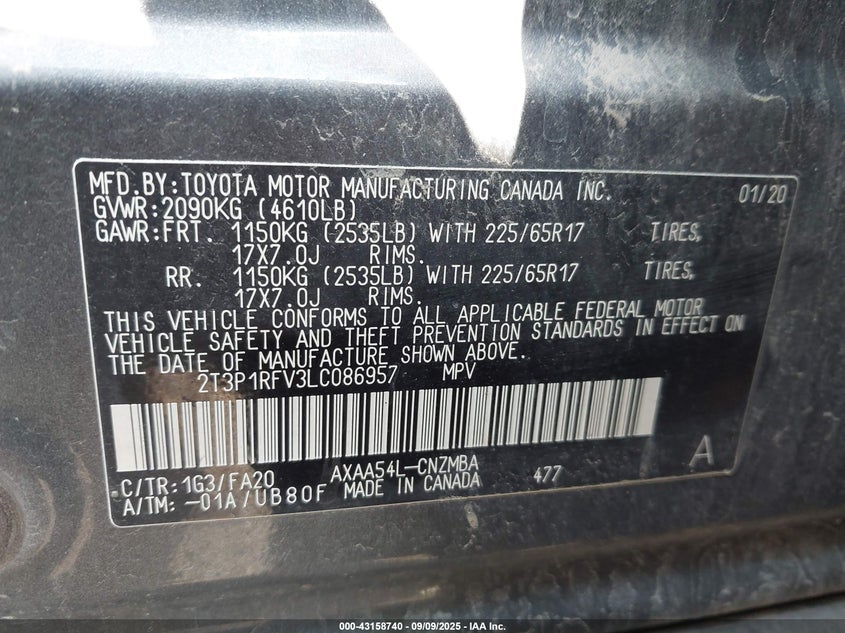 MFD.BY:TOYOTA MOTOR MANUFACTURING CANADA INC. 01/20
GVWR:2090KG (4610LB)
GAWR:FRT. 1150KG (2535LB) WITH 225/65R17 TIRES,
17X7.0J RIMS.
RR. 1150KG (2535LB) WITH 225/65R17 TIRES,
17X7.0J RIMS.
THIS VEHICLE CONFORMS TO ALL APPLICABLE FEDERAL MOTOR
VEHICLE SAFETY AND THEFT PREVENTION STANDARDS IN EFFECT ON
THE DATE OF MANUFACTURE SHOWN ABOVE.
2T3P1RFV3LC086957 MPV
C/TR:1G3/FA20 AXAA54L-CNZMBA 477 A
A/TM:-01A/UB80F MADE IN CANADA
000-43158740 - 09/09/2025 - IAA Inc.